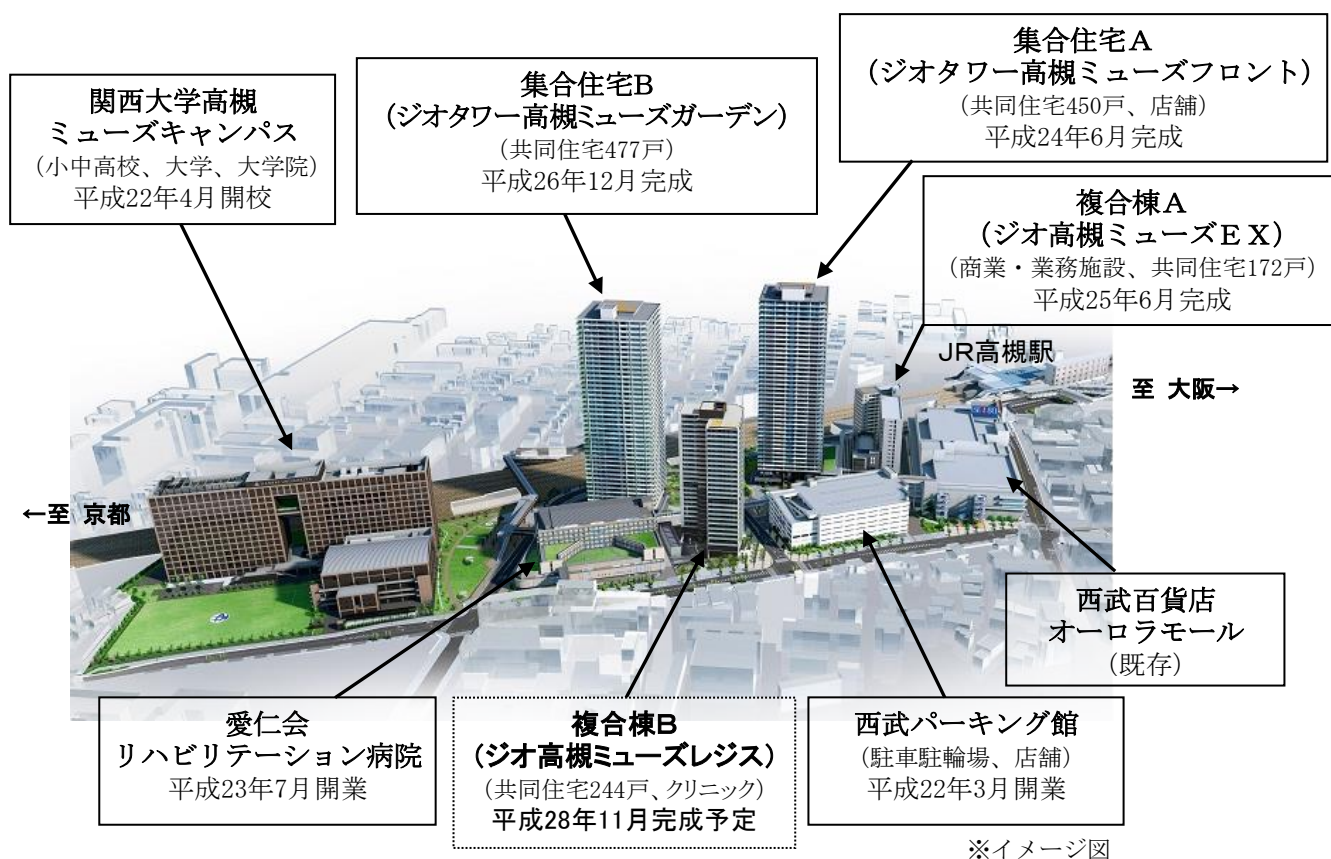 集合住宅A
(ジオタワー高槻ミューズフロント)
(共同住宅450戸、店舗)
平成24年6月完成
集合住宅B
(ジオタワー高槻ミューズガーデン)
(共同住宅477戸)
平成26年12月完成
関西大学高槻
ミューズキャンパス
(小中高校、大学、大学院)
平成22年4月開校
複合棟A
(ジオ高槻ミューズEX)
(商業・業務施設、共同住宅172戸)
平成25年6月完成
JR高槻駅
至 大阪→
←至 京都
西武百貨店
オーロラモール
(既存)
愛仁会
リハビリテーション病院
平成23年7月開業
複合棟B
(ジオ高槻ミューズレジス)
(共同住宅244戸、クリニック)
平成28年11月完成予定
西武パーキング館
(駐車駐輪場、店舗)
平成22年3月開業
※イメージ図